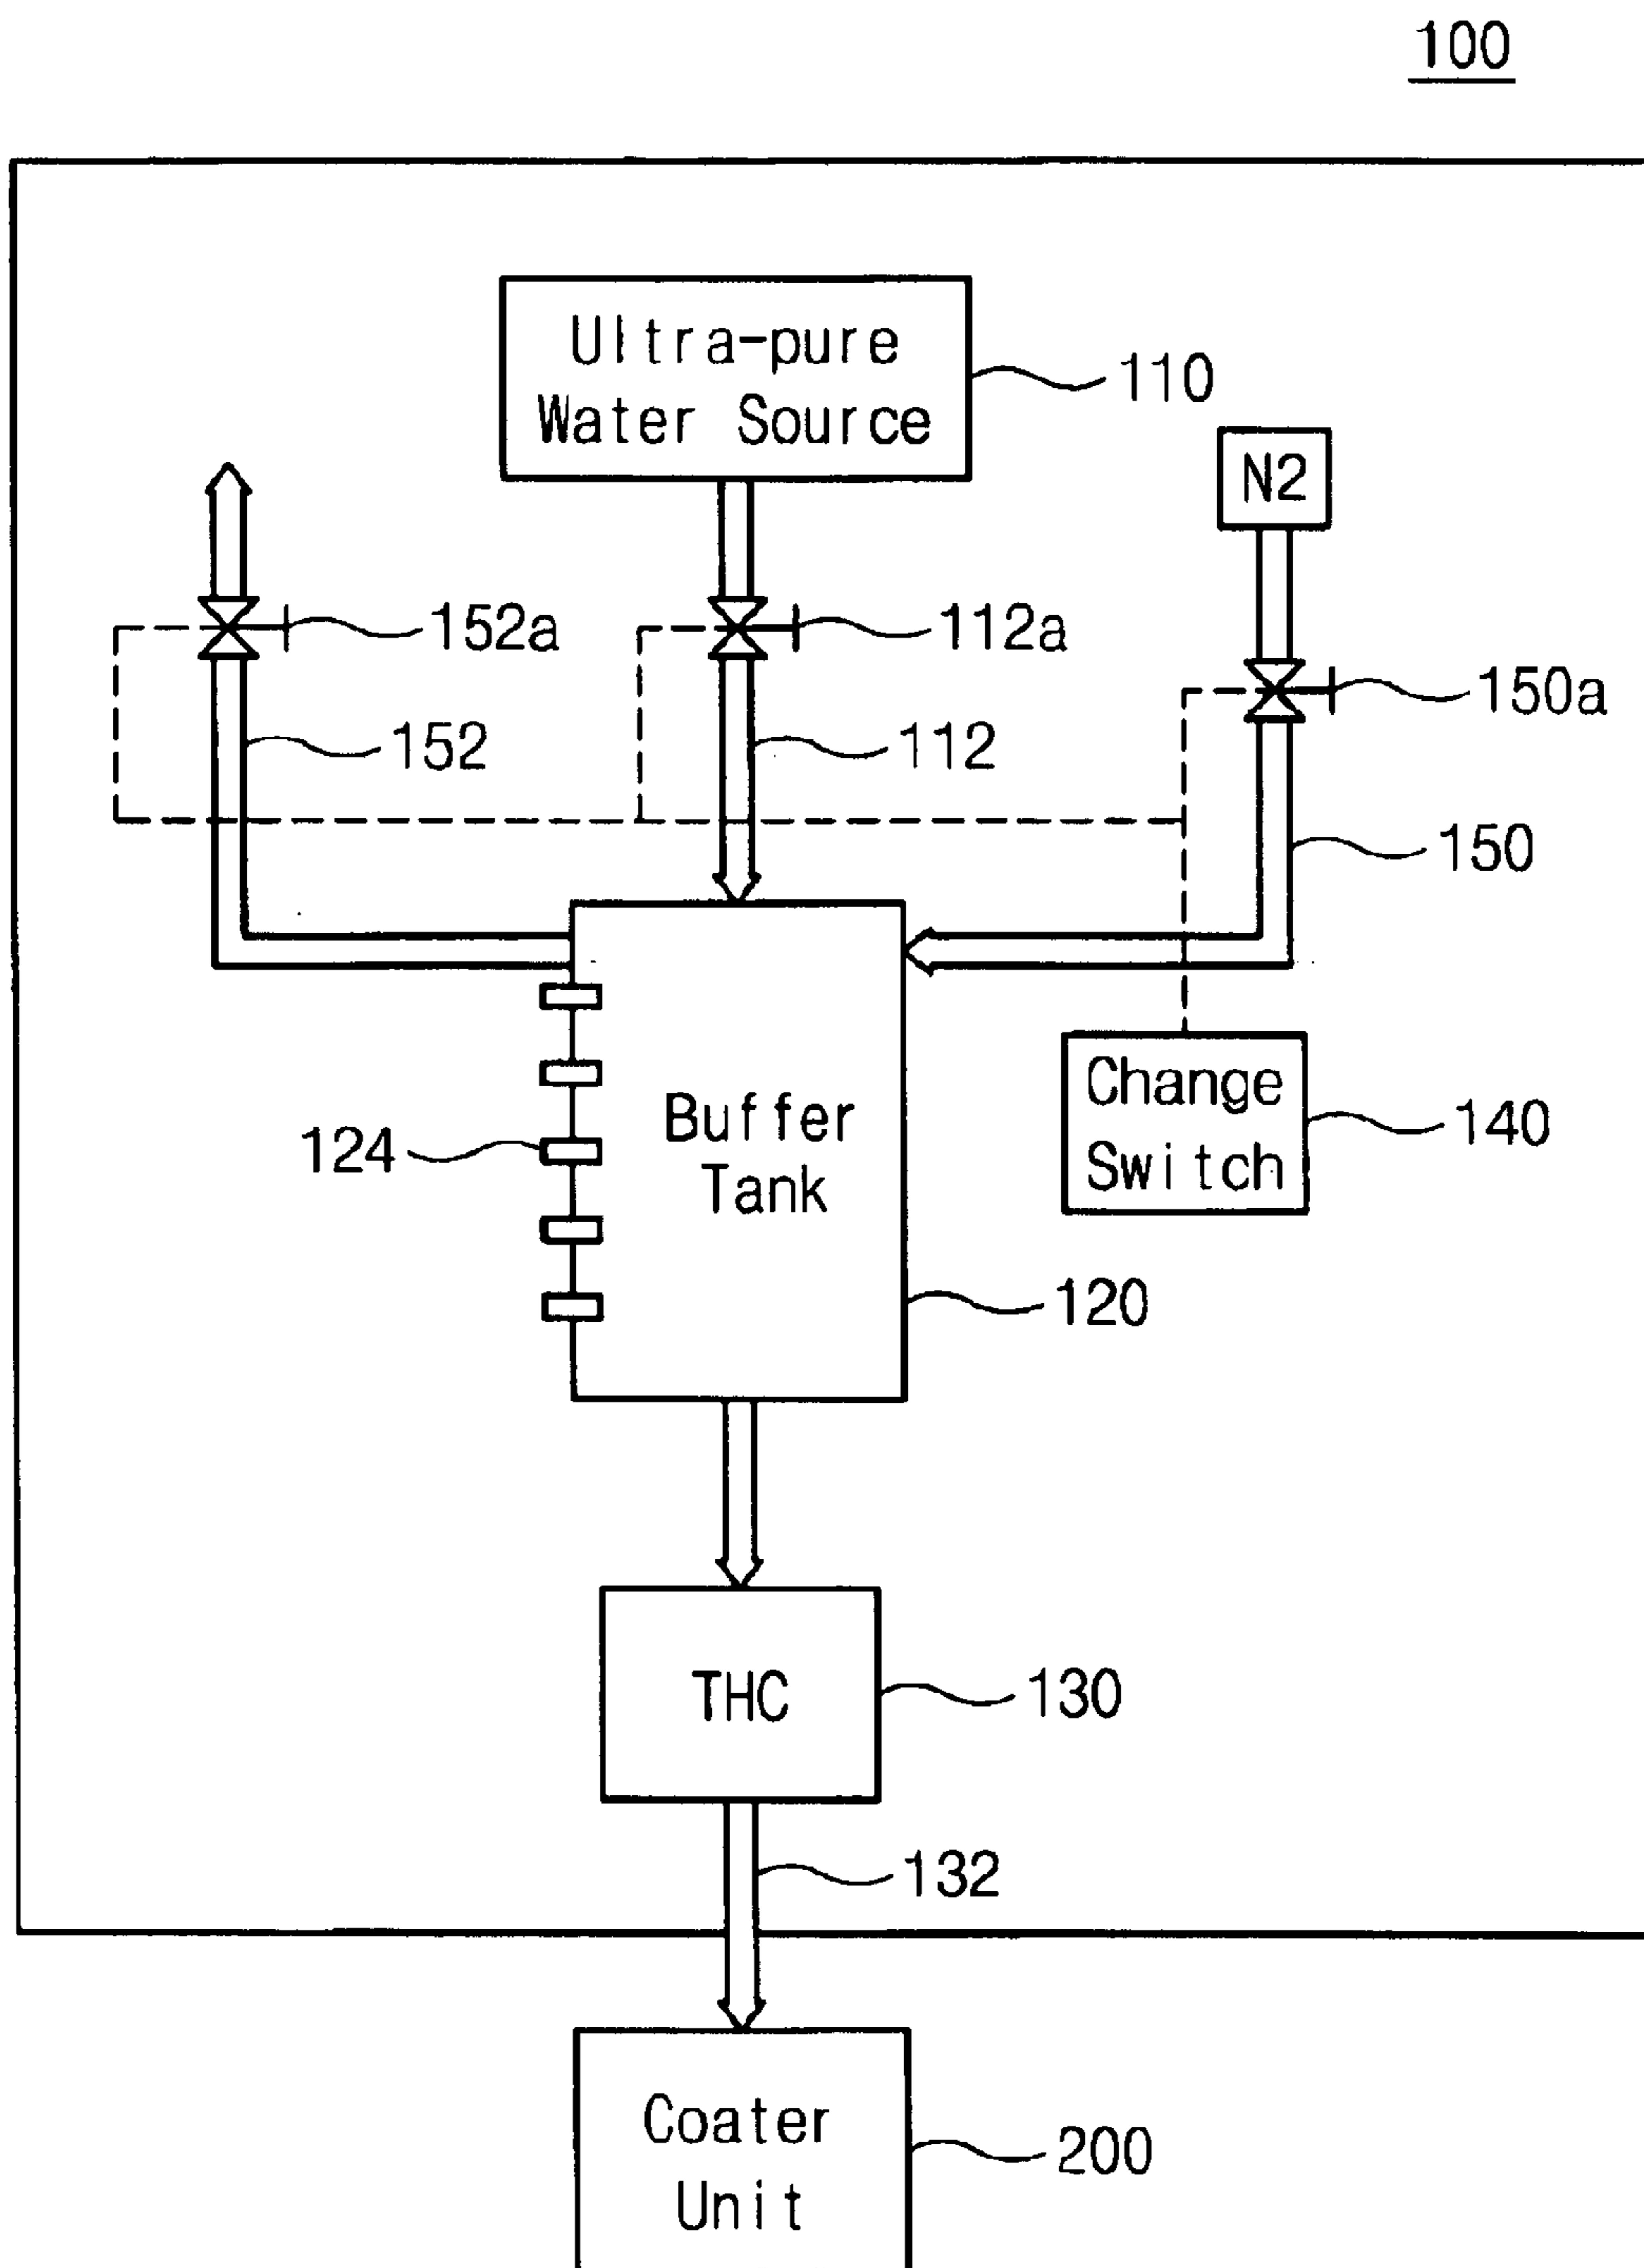 100
Ultra-pure
Water Source
110
N2
152a
112a
150a
152
112
150
Change
Switch
140
Buffer
Tank
124
120
THC
130
132
Coater
Unit
200